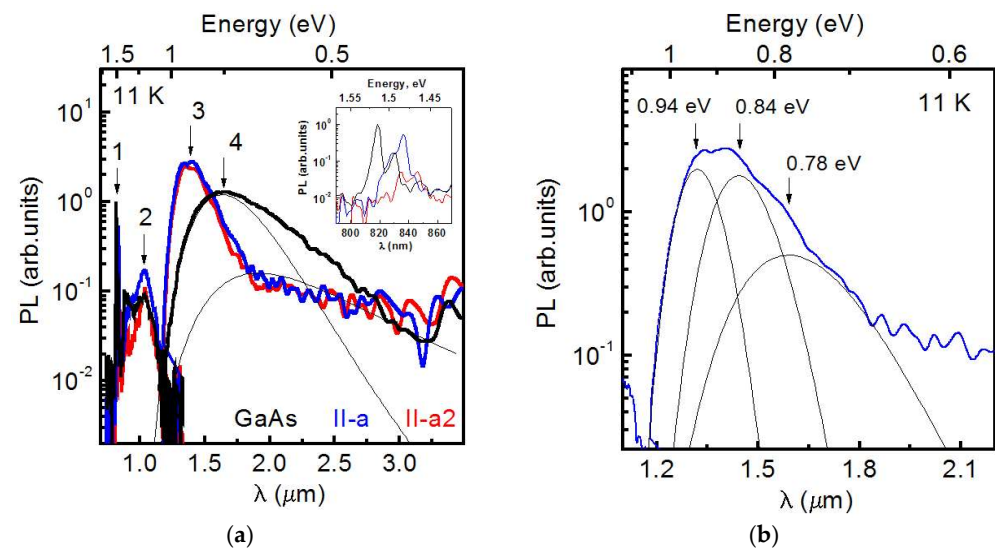 Energy (eV)
1.5 1 0.5
11 K
1
2
3
4
PL (arb.units)
10¹
10⁰
10⁻¹
10⁻²
Energy, eV
1.55 1.5 1.45
PL (arb.units)
10⁰
10⁻¹
10⁻²
800 820 840 860
λ (nm)
GaAs II-a II-a2
1.0 1.5 2.0 2.5 3.0
λ (μm)
(a)
Energy (eV)
1 0.8 0.6
11 K
0.94 eV
0.84 eV
0.78 eV
PL (arb.units)
10⁰
10⁻¹
1.2 1.5 1.8 2.1
λ (μm)
(b)